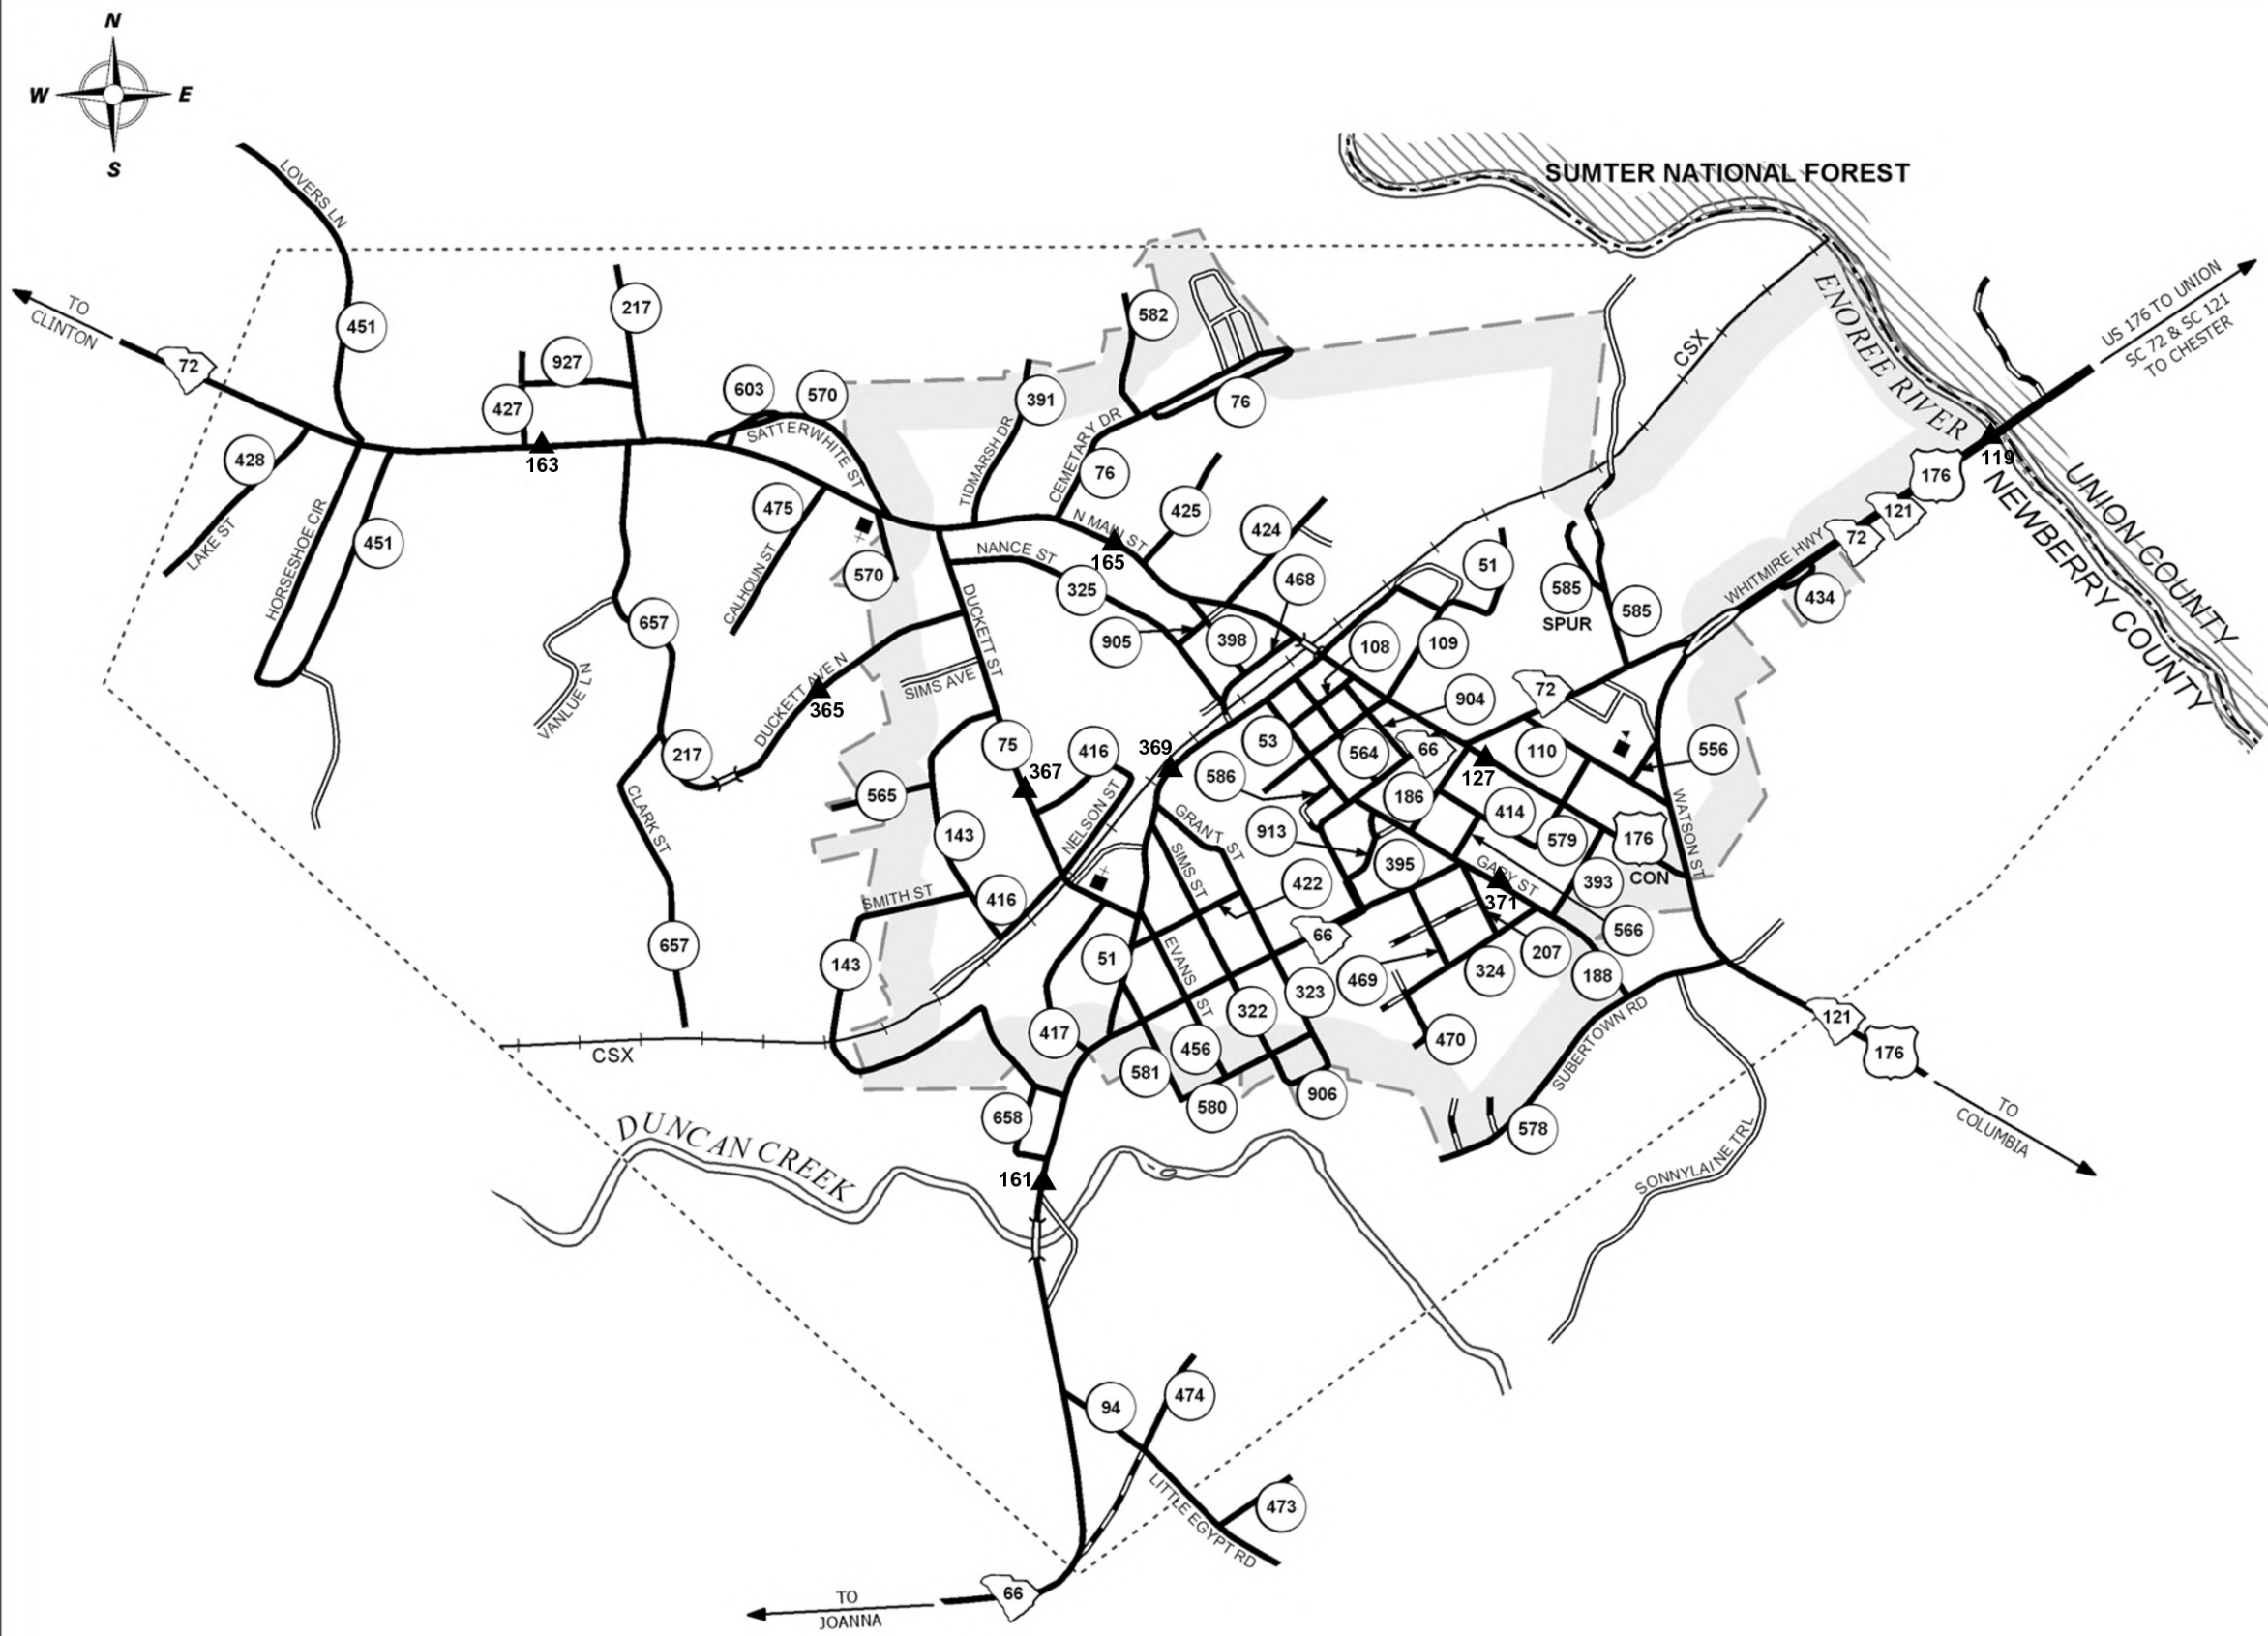 N
W
E
S
SUMTER NATIONAL FOREST
LOVERS LN
TO
CLINTON
72
451
217
927
427
163
428
LAKE ST
HORSESHOE CIR
451
603
570
SATTERWHITE ST
475
CALHOUN ST
570
582
391
TIDMARSH DR
CEMETARY DR
76
76
N MAIN ST
165
425
424
NANCE ST
325
468
905
398
CSX
ENOREE RIVER
US 176 TO UNION
SC 72 & SC 121
TO CHESTER
119
176
121
72
WHITMIRE HWY
434
UNION COUNTY
NEWBERRY COUNTY
51
585
SPUR
585
108
109
904
72
657
VANLUE LN
217
DUCKETT AVE N
365
DUCKETT ST
SIMS AVE
75
367
416
369
NELSON ST
565
143
416
SMITH ST
143
CLARK ST
657
CSX
53
564
66
127
110
556
586
186
414
579
176
CON
WATSON ST
913
395
GARY ST
371
393
566
GRANT ST
SIMS ST
422
66
EVANS ST
51
417
581
456
580
322
323
906
469
324
207
188
470
SUBERTOWN RD
578
121
176
TO
COLUMBIA
SONNYLAINE TRL
658
161
DUNCAN CREEK
94
474
473
LITTLE EGYPT RD
66
TO
JOANNA